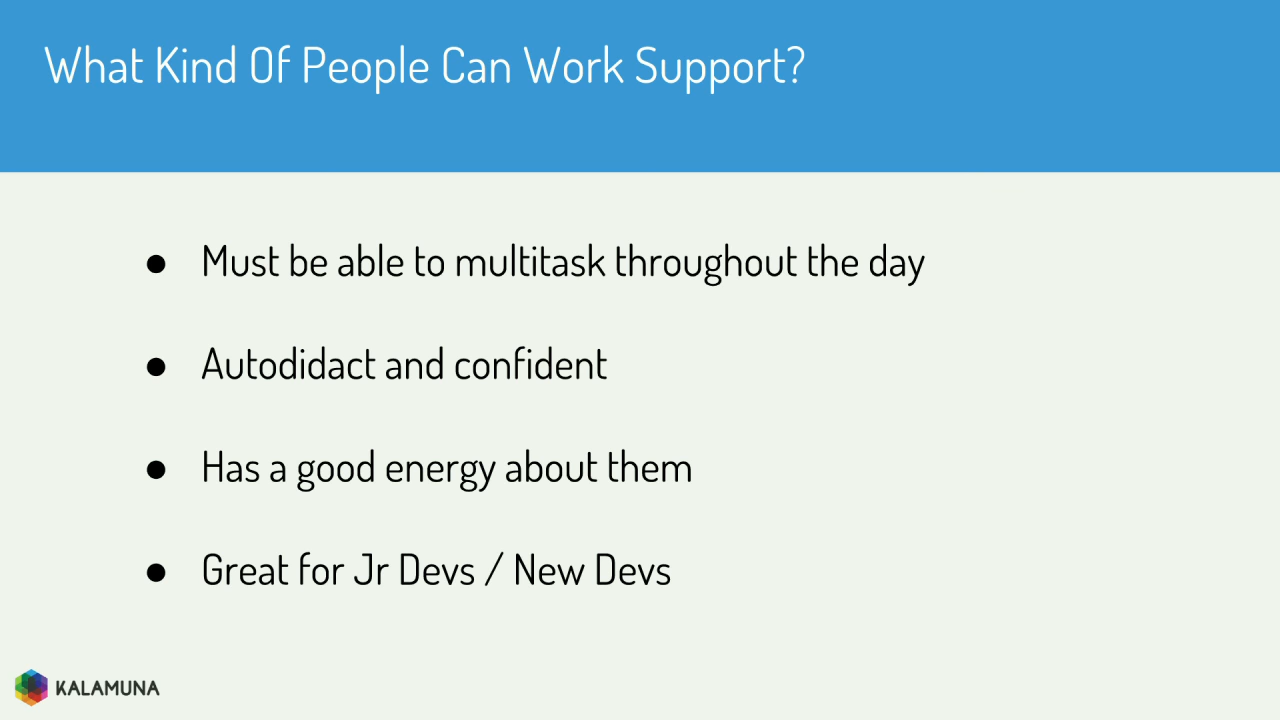 What Kind Of People Can Work Support?
● Must be able to multitask throughout the day
● Autodidact and confident
● Has a good energy about them
● Great for Jr Devs / New Devs
KALAMUNA